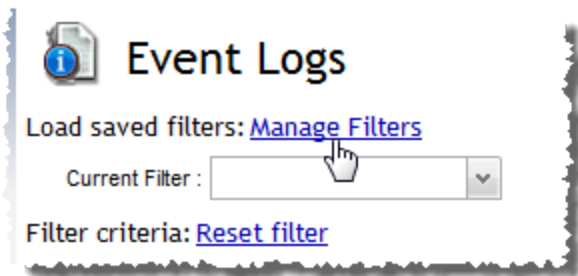 Event Logs
Load saved filters: Manage Filters
Current Filter :
Filter criteria: Reset filter